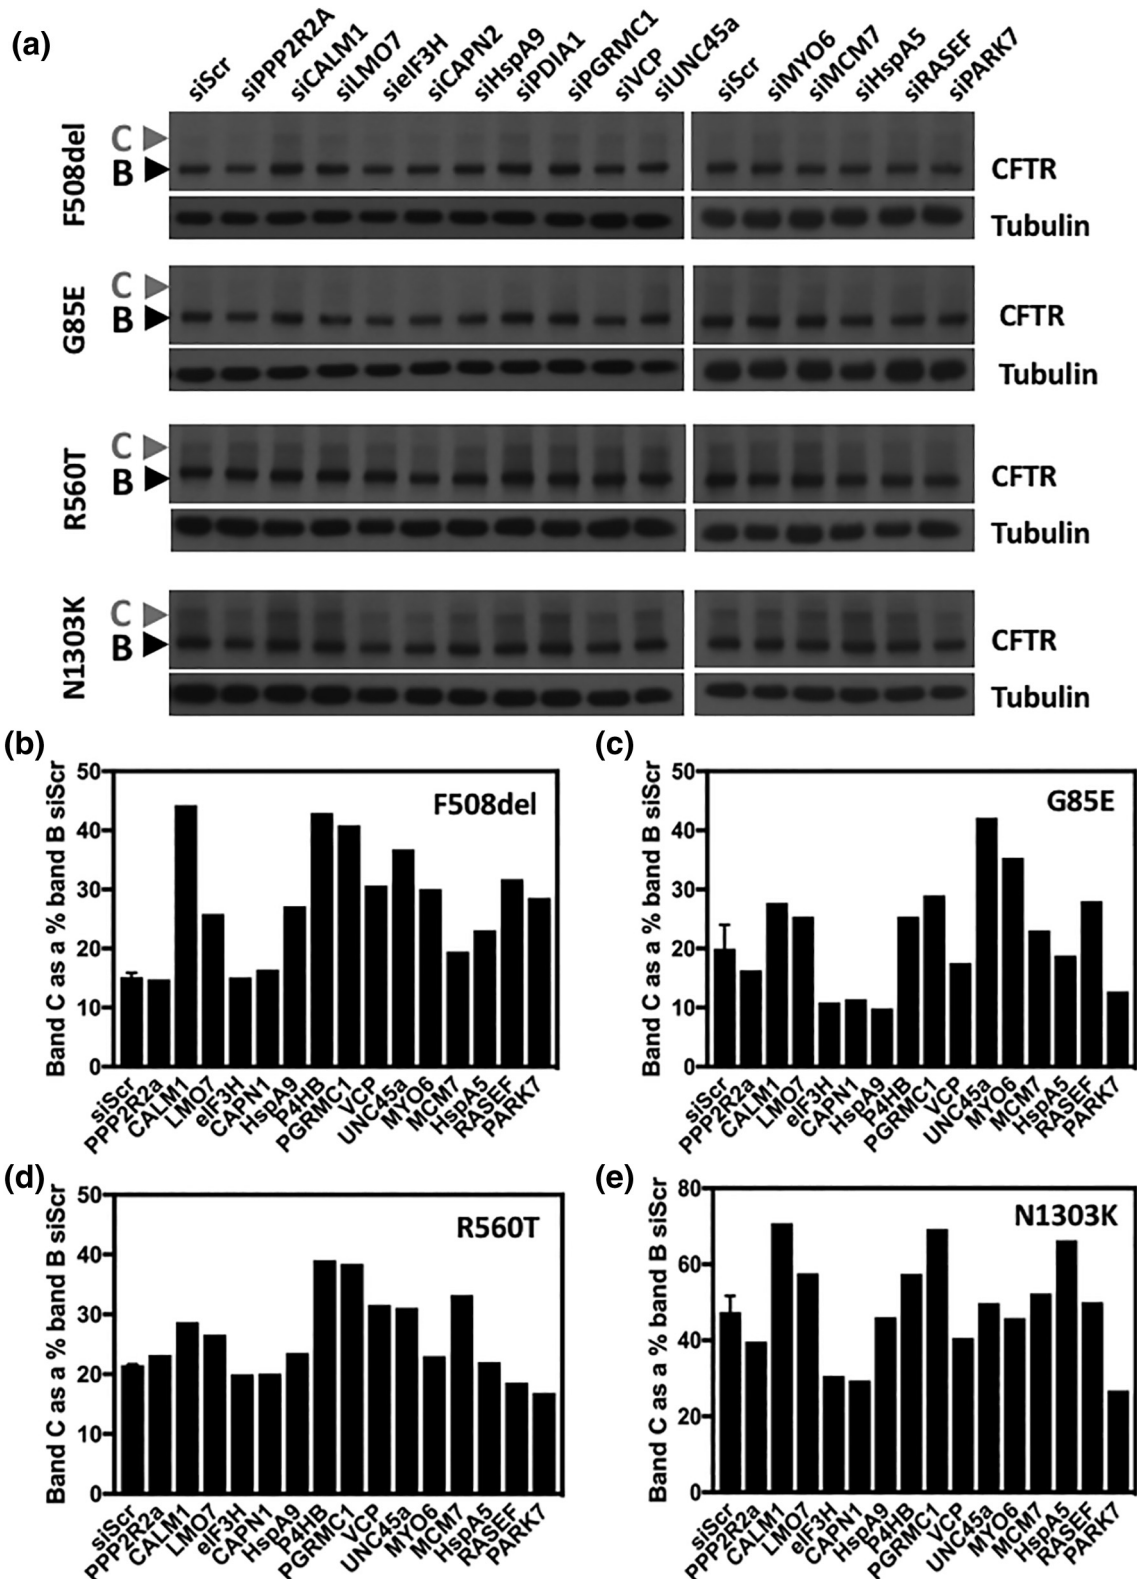 (a)
siScr siPPP2R2A siCALM1 siLMO7 sieIF3H siCAPN2 siHspA9 siPDIA1 siPGRMC1 siVCP siUNC45a siScr siMYO6 siMCM7 siHspA5 siRASEF siPARK7
F508del
C
B
CFTR
Tubulin
G85E
C
B
CFTR
Tubulin
R560T
C
B
CFTR
Tubulin
N1303K
C
B
CFTR
Tubulin
(b)
Band C as a % band B siScr
50
40
30
20
10
0
F508del
siScr PPP2R2a CALM1 LMO7 eIF3H CAPN1 HspA9 P4HB PGRMC1 VCP UNC45a MYO6 MCM7 HspA5 RASEF PARK7
(c)
Band C as a % band B siScr
50
40
30
20
10
0
G85E
siScr PPP2R2a CALM1 LMO7 eIF3H CAPN1 HspA9 P4HB PGRMC1 VCP UNC45a MYO6 MCM7 HspA5 RASEF PARK7
(d)
Band C as a % band B siScr
50
40
30
20
10
0
R560T
siScr PPP2R2a CALM1 LMO7 eIF3H CAPN1 HspA9 P4HB PGRMC1 VCP UNC45a MYO6 MCM7 HspA5 RASEF PARK7
(e)
Band C as a % band B siScr
80
60
40
20
0
N1303K
siScr PPP2R2a CALM1 LMO7 eIF3H CAPN1 HspA9 P4HB PGRMC1 VCP UNC45a MYO6 MCM7 HspA5 RASEF PARK7